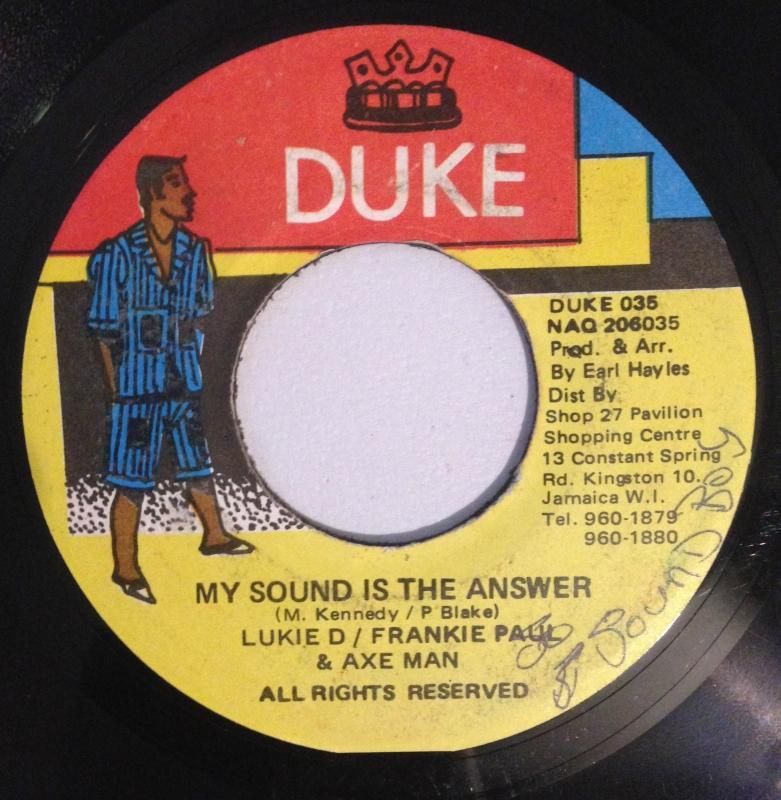 DUKE
DUKE 035
NAQ 206035
Prod. & Arr.
By Earl Hayles
Dist By
Shop 27 Pavilion
Shopping Centre
13 Constant Spring
Rd. Kingston 10.
Jamaica W.I.
Tel. 960-1879
960-1880
MY SOUND IS THE ANSWER
(M. Kennedy / P Blake)
LUKIE D / FRANKIE PAUL
& AXE MAN
ALL RIGHTS RESERVED
Sound Boy